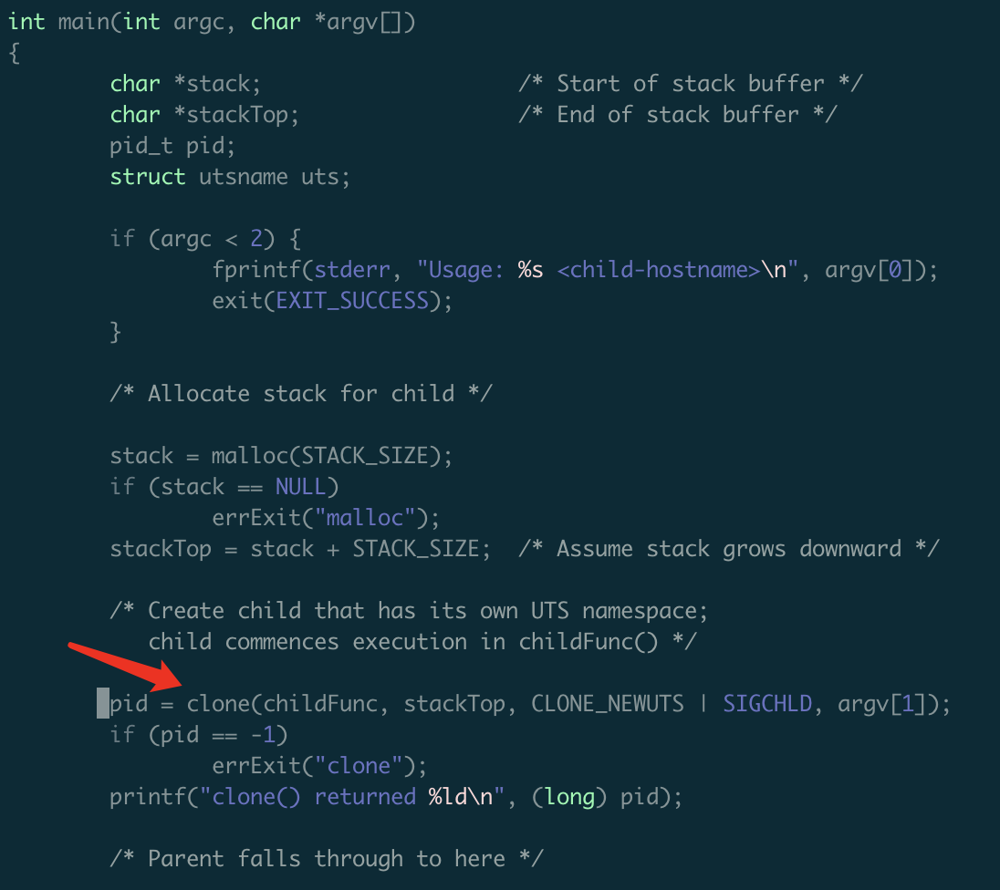 int main(int argc, char *argv[])
{
        char *stack;                    /* Start of stack buffer */
        char *stackTop;                 /* End of stack buffer */
        pid_t pid;
        struct utsname uts;

        if (argc < 2) {
                fprintf(stderr, "Usage: %s <child-hostname>\n", argv[0]);
                exit(EXIT_SUCCESS);
        }

        /* Allocate stack for child */

        stack = malloc(STACK_SIZE);
        if (stack == NULL)
                errExit("malloc");
        stackTop = stack + STACK_SIZE;  /* Assume stack grows downward */

        /* Create child that has its own UTS namespace;
           child commences execution in childFunc() */

        pid = clone(childFunc, stackTop, CLONE_NEWUTS | SIGCHLD, argv[1]);
        if (pid == -1)
                errExit("clone");
        printf("clone() returned %ld\n", (long) pid);

        /* Parent falls through to here */